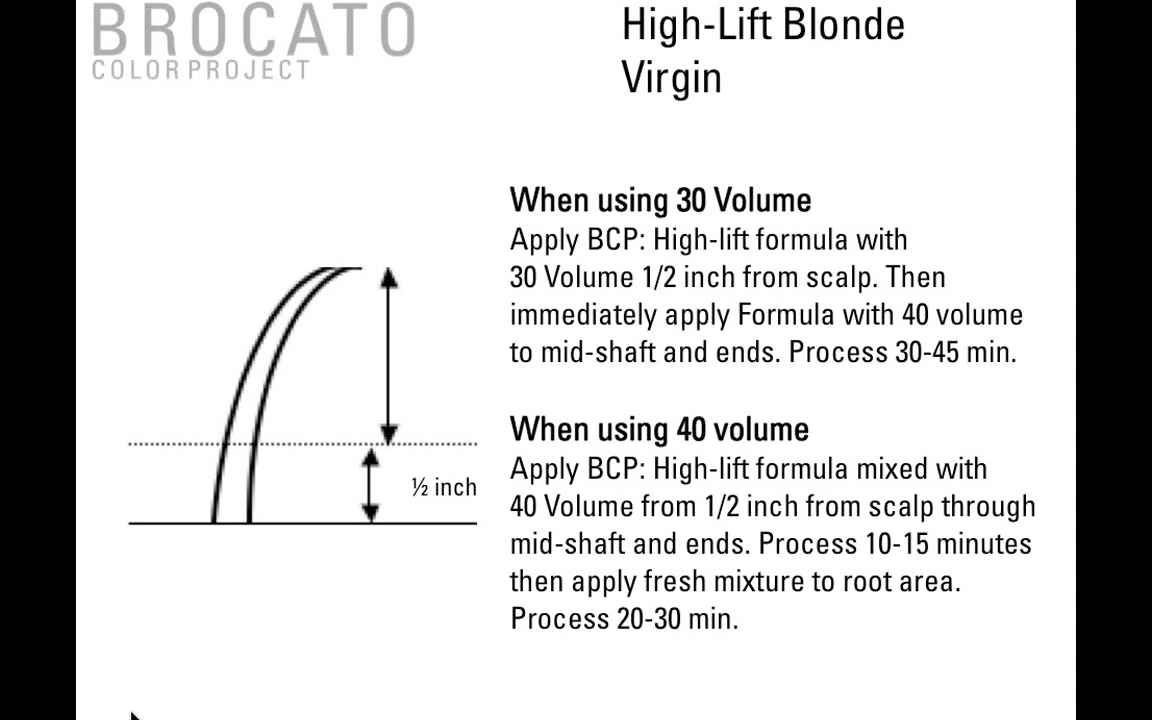 BROCATO
COLOR PROJECT
High-Lift Blonde
Virgin
When using 30 Volume
Apply BCP: High-lift formula with
30 Volume 1/2 inch from scalp. Then
immediately apply Formula with 40 volume
to mid-shaft and ends. Process 30-45 min.
½ inch
When using 40 volume
Apply BCP: High-lift formula mixed with
40 Volume from 1/2 inch from scalp through
mid-shaft and ends. Process 10-15 minutes
then apply fresh mixture to root area.
Process 20-30 min.